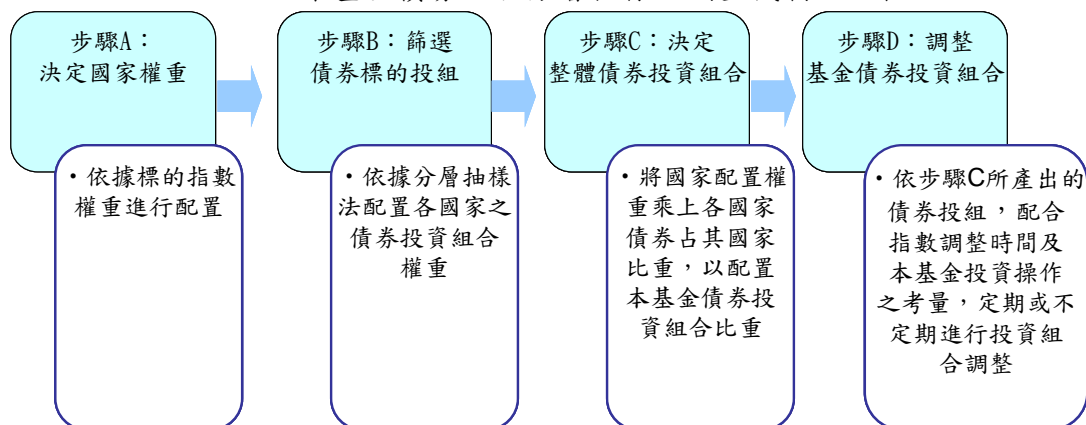 步驟A：
決定國家權重
步驟B：篩選
債券標的投組
步驟C：決定
整體債券投資組合
步驟D：調整
基金債券投資組合
・依據標的指數
權重進行配置
・依據分層抽樣
法配置各國家之
債券投資組合
權重
・將國家配置權
重乘上各國家
債券占其國家
比重，以配置
本基金債券投
資組合比重
・依步驟C所產出的
債券投組，配合
指數調整時間及
本基金投資操作
之考量，定期或不
定期進行投資組
合調整